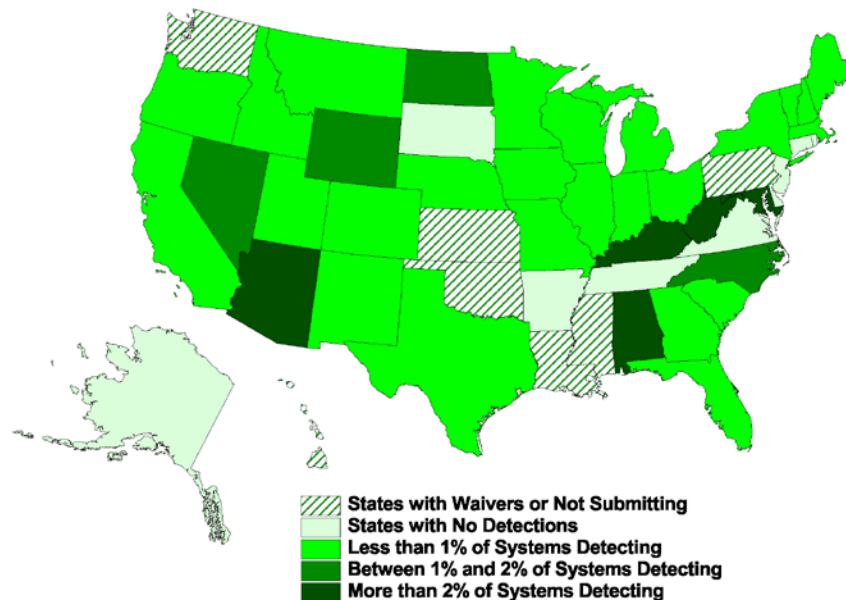 States with Waivers or Not Submitting
States with No Detections
Less than 1% of Systems Detecting
Between 1% and 2% of Systems Detecting
More than 2% of Systems Detecting